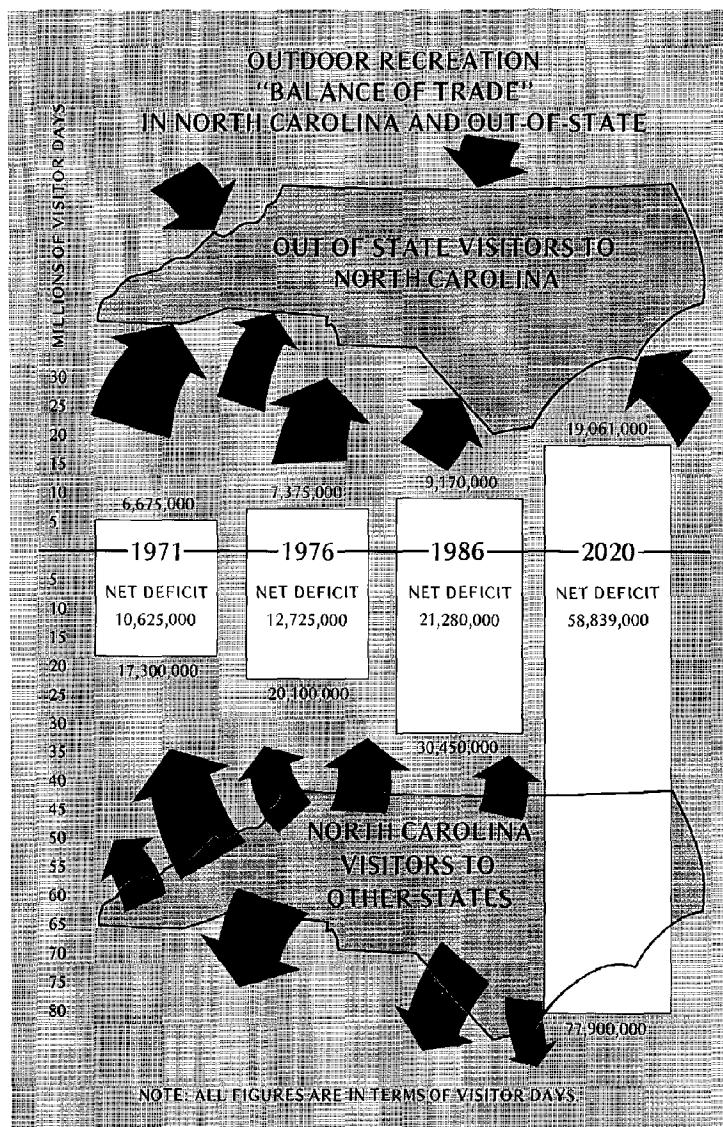 OUTDOOR RECREATION
"BALANCE OF TRADE"
IN NORTH CAROLINA AND OUT-OF-STATE
MILLIONS OF VISITOR DAYS
OUT OF STATE VISITORS TO
NORTH CAROLINA
30
25
20
15
10
5
19,061,000
9,170,000
7,375,000
6,675,000
1971
1976
1986
2020
NET DEFICIT
10,625,000
NET DEFICIT
12,725,000
NET DEFICIT
21,280,000
NET DEFICIT
58,839,000
17,300,000
20,100,000
30,450,000
77,900,000
5
10
15
20
25
30
35
40
45
50
55
60
65
70
75
80
NORTH CAROLINA
VISITORS TO
OTHER STATES
NOTE: ALL FIGURES ARE IN TERMS OF VISITOR DAYS.